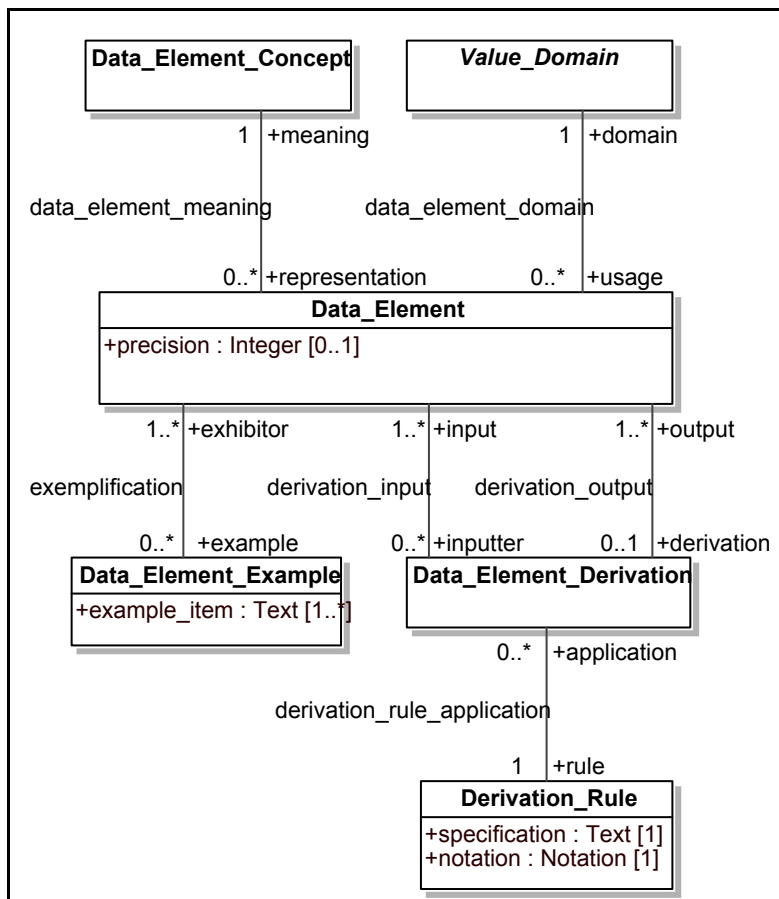 Data_Element_Concept
Value_Domain
1 +meaning
1 +domain
data_element_meaning
data_element_domain
0..* +representation
0..* +usage
Data_Element
+precision : Integer [0..1]
1..* +exhibitor
1..* +input
1..* +output
exemplification
derivation_input
derivation_output
0..* +example
0..* +inputter
0..1 +derivation
Data_Element_Example
Data_Element_Derivation
+example_item : Text [1..*]
0..* +application
derivation_rule_application
1 +rule
Derivation_Rule
+specification : Text [1]
+notation : Notation [1]